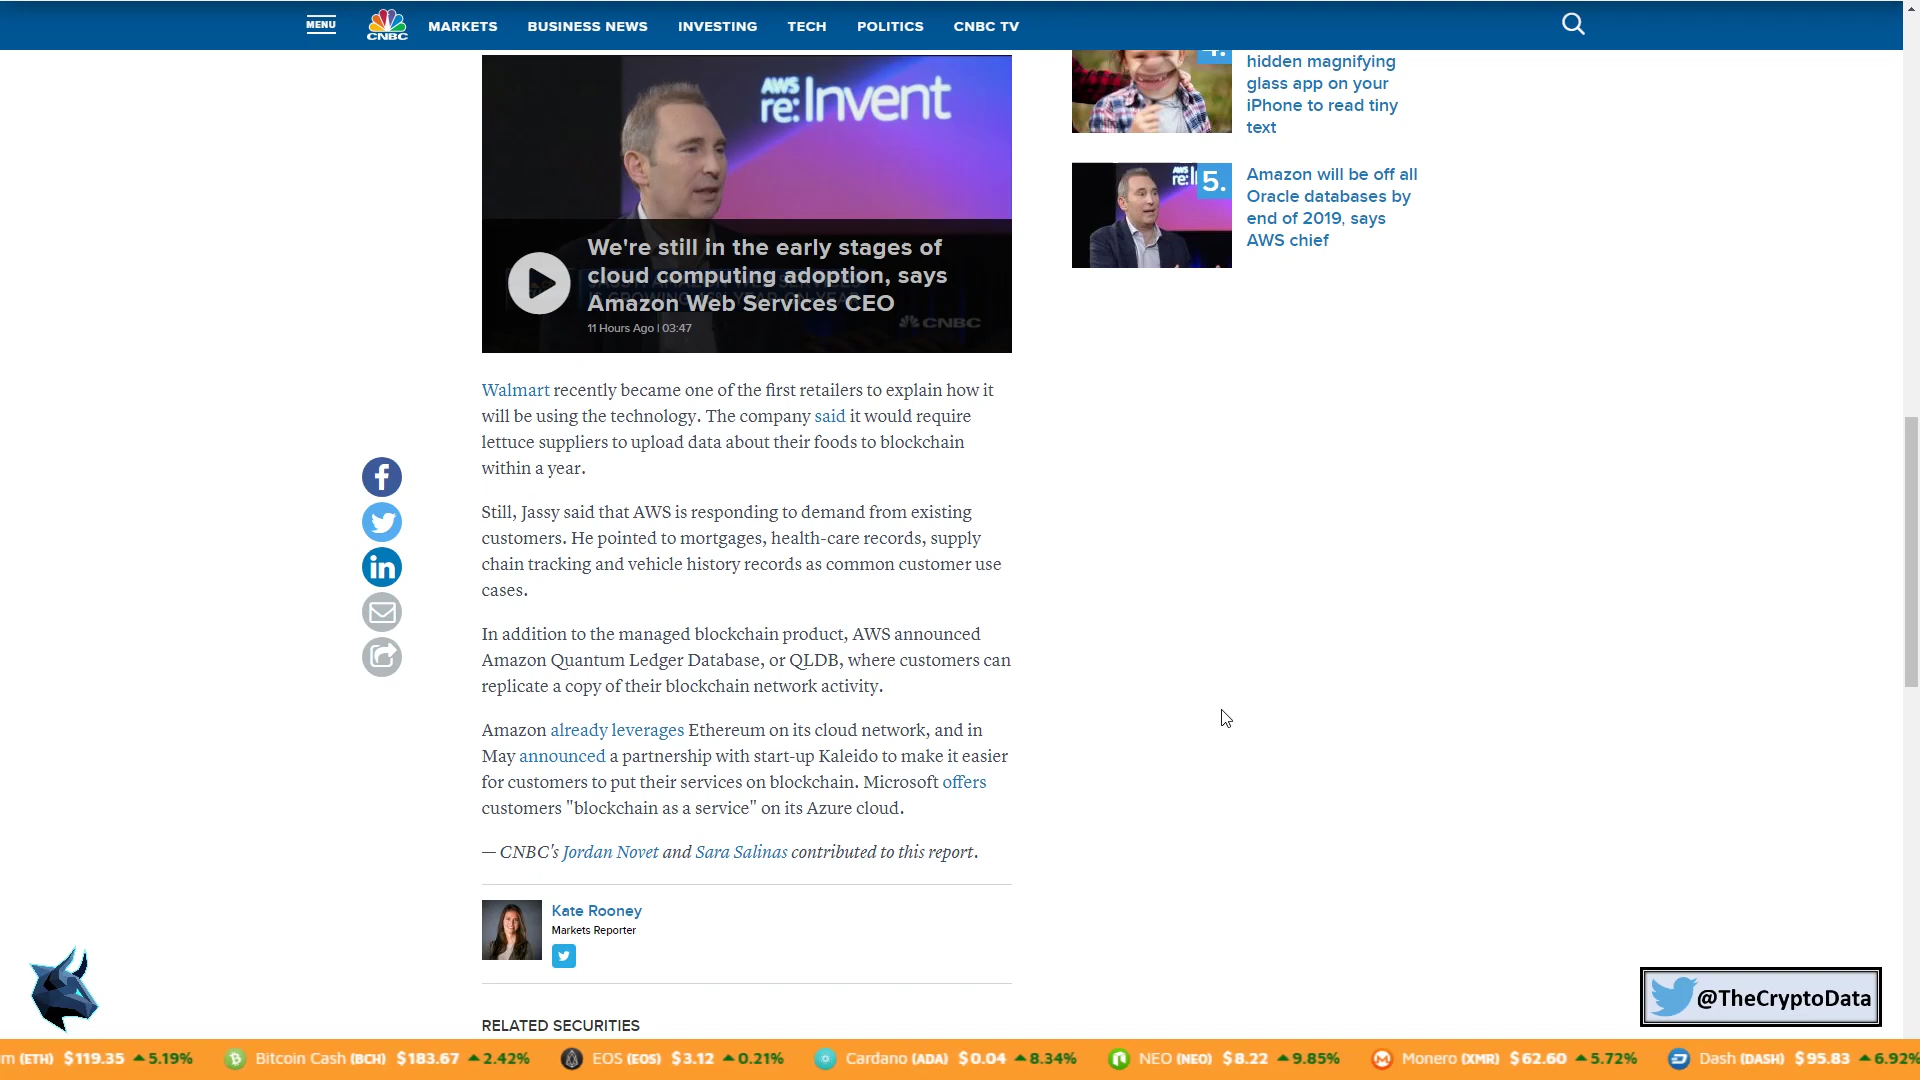 MENU
CNBC
MARKETS BUSINESS NEWS INVESTING TECH POLITICS CNBC TV
AWS
re:Invent
We're still in the early stages of
cloud computing adoption, says
Amazon Web Services CEO
11 Hours Ago | 03:47
CNBC
4.
hidden magnifying
glass app on your
iPhone to read tiny
text
AWS
5.
Amazon will be off all
Oracle databases by
end of 2019, says
AWS chief
Walmart recently became one of the first retailers to explain how it
will be using the technology. The company said it would require
lettuce suppliers to upload data about their foods to blockchain
within a year.
Still, Jassy said that AWS is responding to demand from existing
customers. He pointed to mortgages, health-care records, supply
chain tracking and vehicle history records as common customer use
cases.
In addition to the managed blockchain product, AWS announced
Amazon Quantum Ledger Database, or QLDB, where customers can
replicate a copy of their blockchain network activity.
Amazon already leverages Ethereum on its cloud network, and in
May announced a partnership with start-up Kaleido to make it easier
for customers to put their services on blockchain. Microsoft offers
customers "blockchain as a service" on its Azure cloud.
— CNBC's Jordan Novet and Sara Salinas contributed to this report.
Kate Rooney
Markets Reporter
RELATED SECURITIES
@TheCryptoData
m (ETH) $119.35 ▲5.19% Bitcoin Cash (BCH) $183.67 ▲2.42% EOS (EOS) $3.12 ▲0.21% Cardano (ADA) $0.04 ▲8.34% NEO (NEO) $8.22 ▲9.85% Monero (XMR) $62.60 ▲5.72% Dash (DASH) $95.83 ▲6.92%